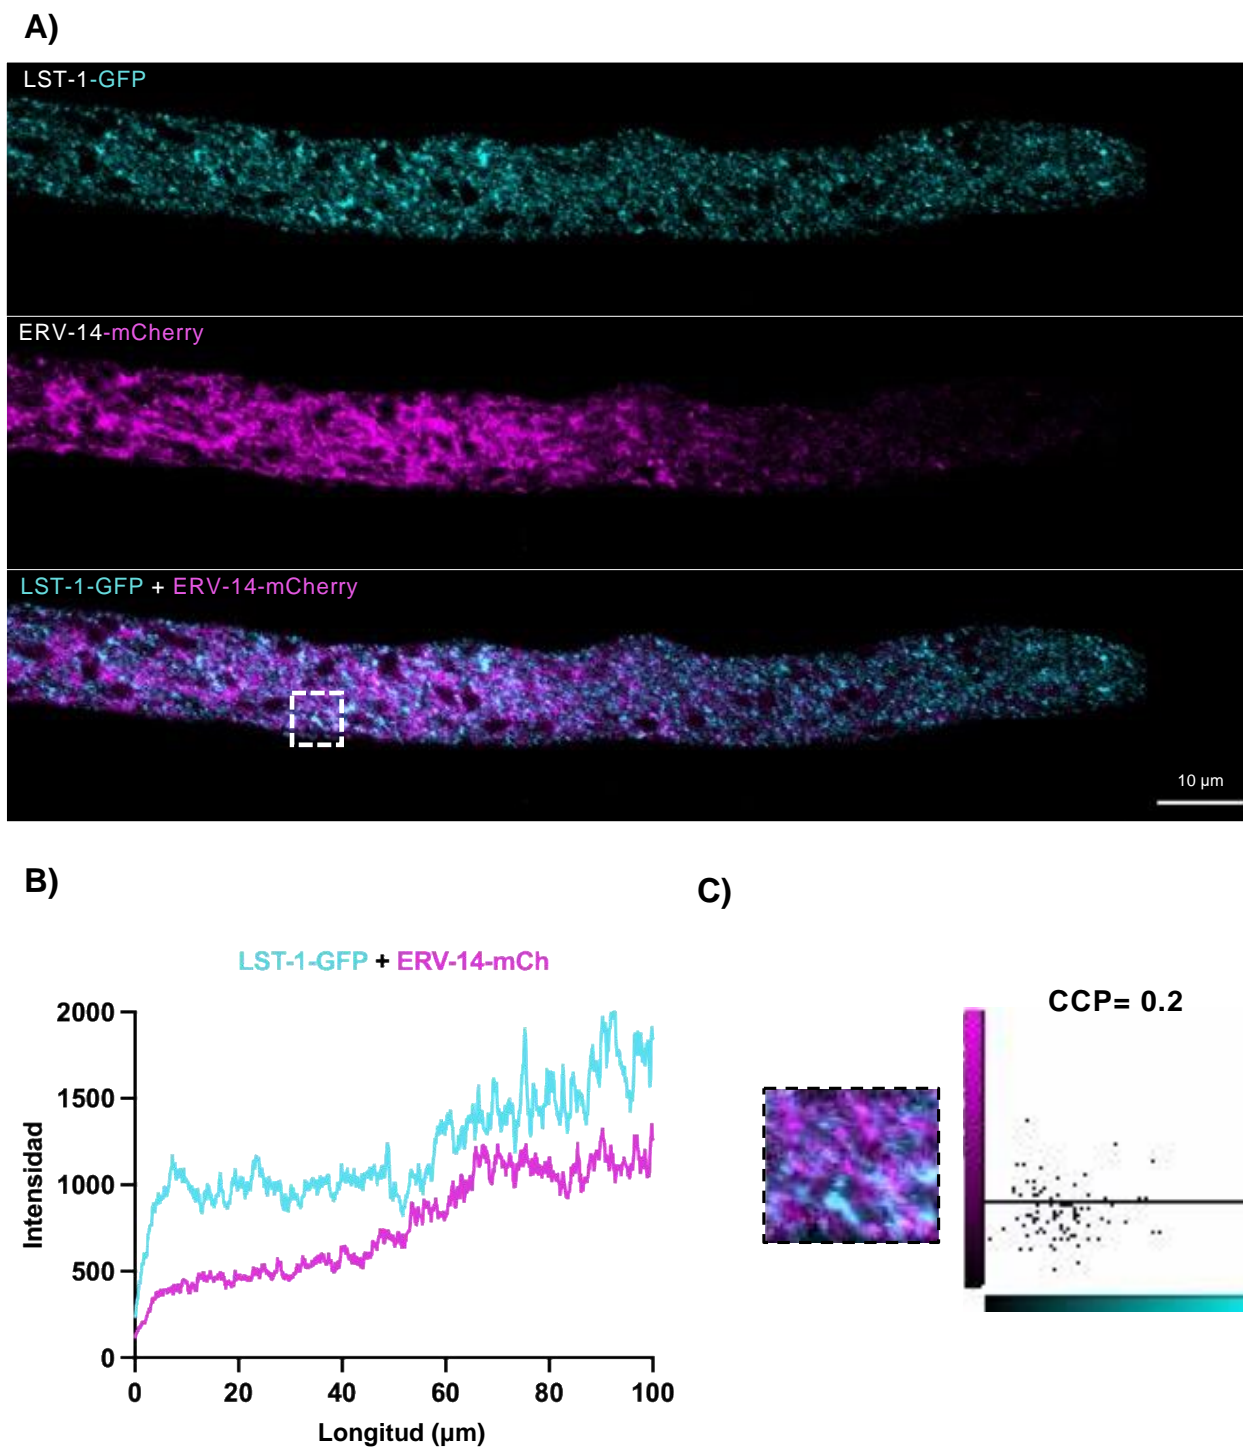 A)
LST-1-GFP
ERV-14-mCherry
LST-1-GFP + ERV-14-mCherry
10 µm
B)
C)
LST-1-GFP + ERV-14-mCh
CCP= 0.2
2000
1500
1000
500
0
Intensidad
0 20 40 60 80 100
Longitud (µm)